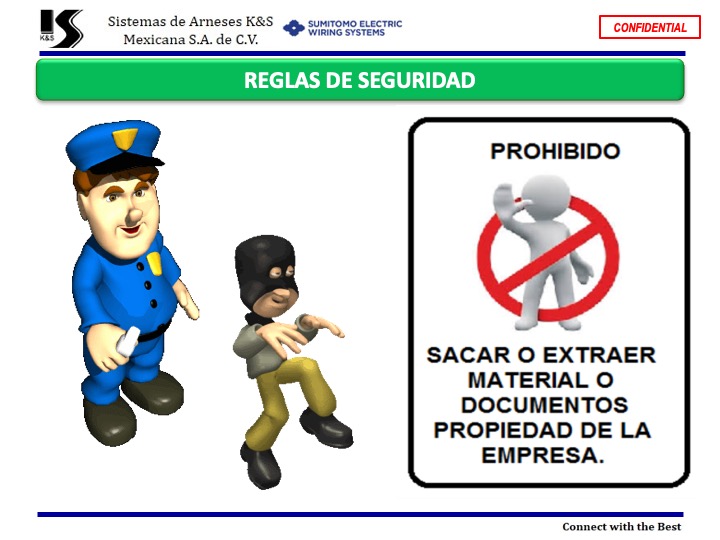 K&S
Sistemas de Arneses K&S
Mexicana S.A. de C.V.
SUMITOMO ELECTRIC
WIRING SYSTEMS
CONFIDENTIAL
REGLAS DE SEGURIDAD
PROHIBIDO
SACAR O EXTRAER
MATERIAL O
DOCUMENTOS
PROPIEDAD DE LA
EMPRESA.
Connect with the Best